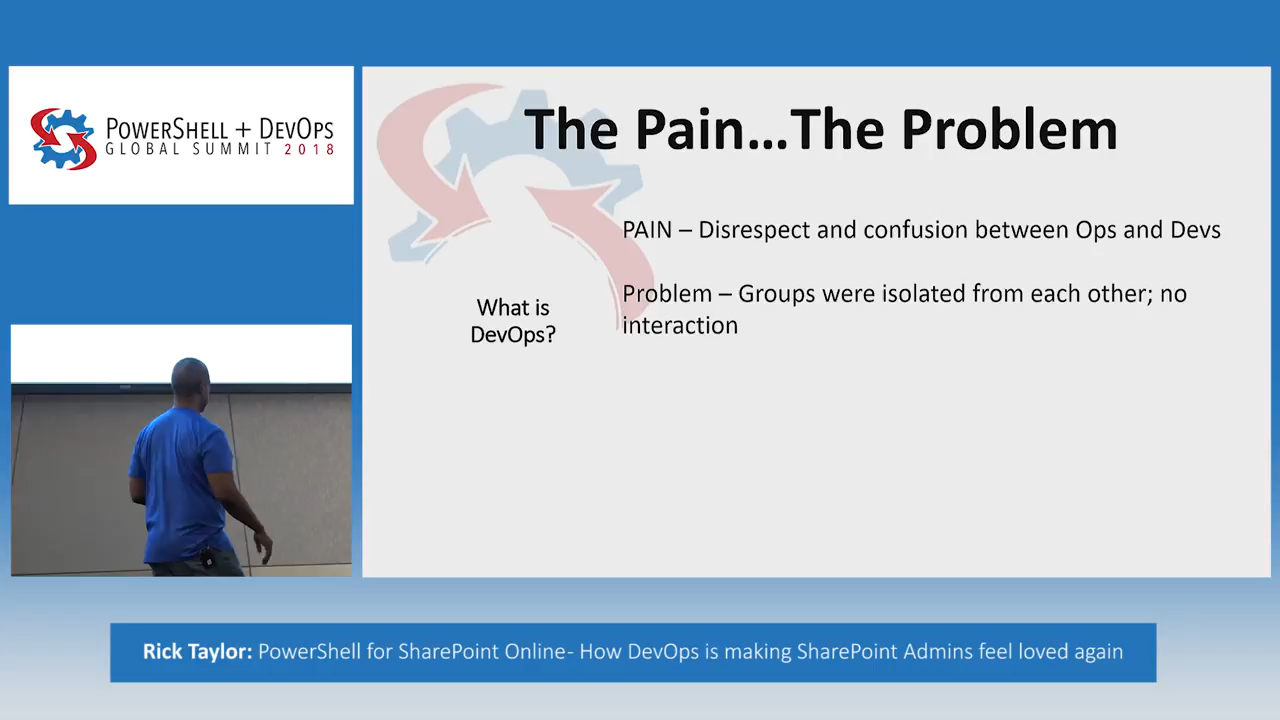 POWERSHELL + DEVOPS
GLOBAL SUMMIT 2018
The Pain...The Problem
PAIN – Disrespect and confusion between Ops and Devs
Problem – Groups were isolated from each other; no
interaction
What is
DevOps?
Rick Taylor: PowerShell for SharePoint Online- How DevOps is making SharePoint Admins feel loved again